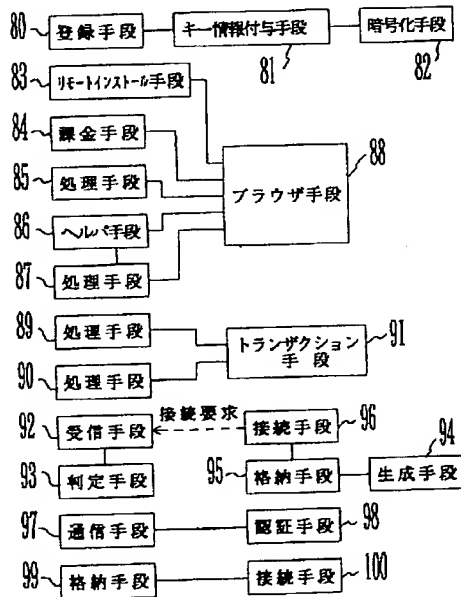 80 登録手段 キー情報付与手段 暗号化手段
81 82
83 リモートインストール手段
84 課金手段 88
85 処理手段 ブラウザ手段
86 ヘルパ手段
87 処理手段
89 処理手段 トランザクション 91
手段
90 処理手段
接続要求 96
92 受信手段 接続手段 94
93 判定手段 95 格納手段 生成手段
97 通信手段 認証手段 98
99 格納手段 接続手段 100